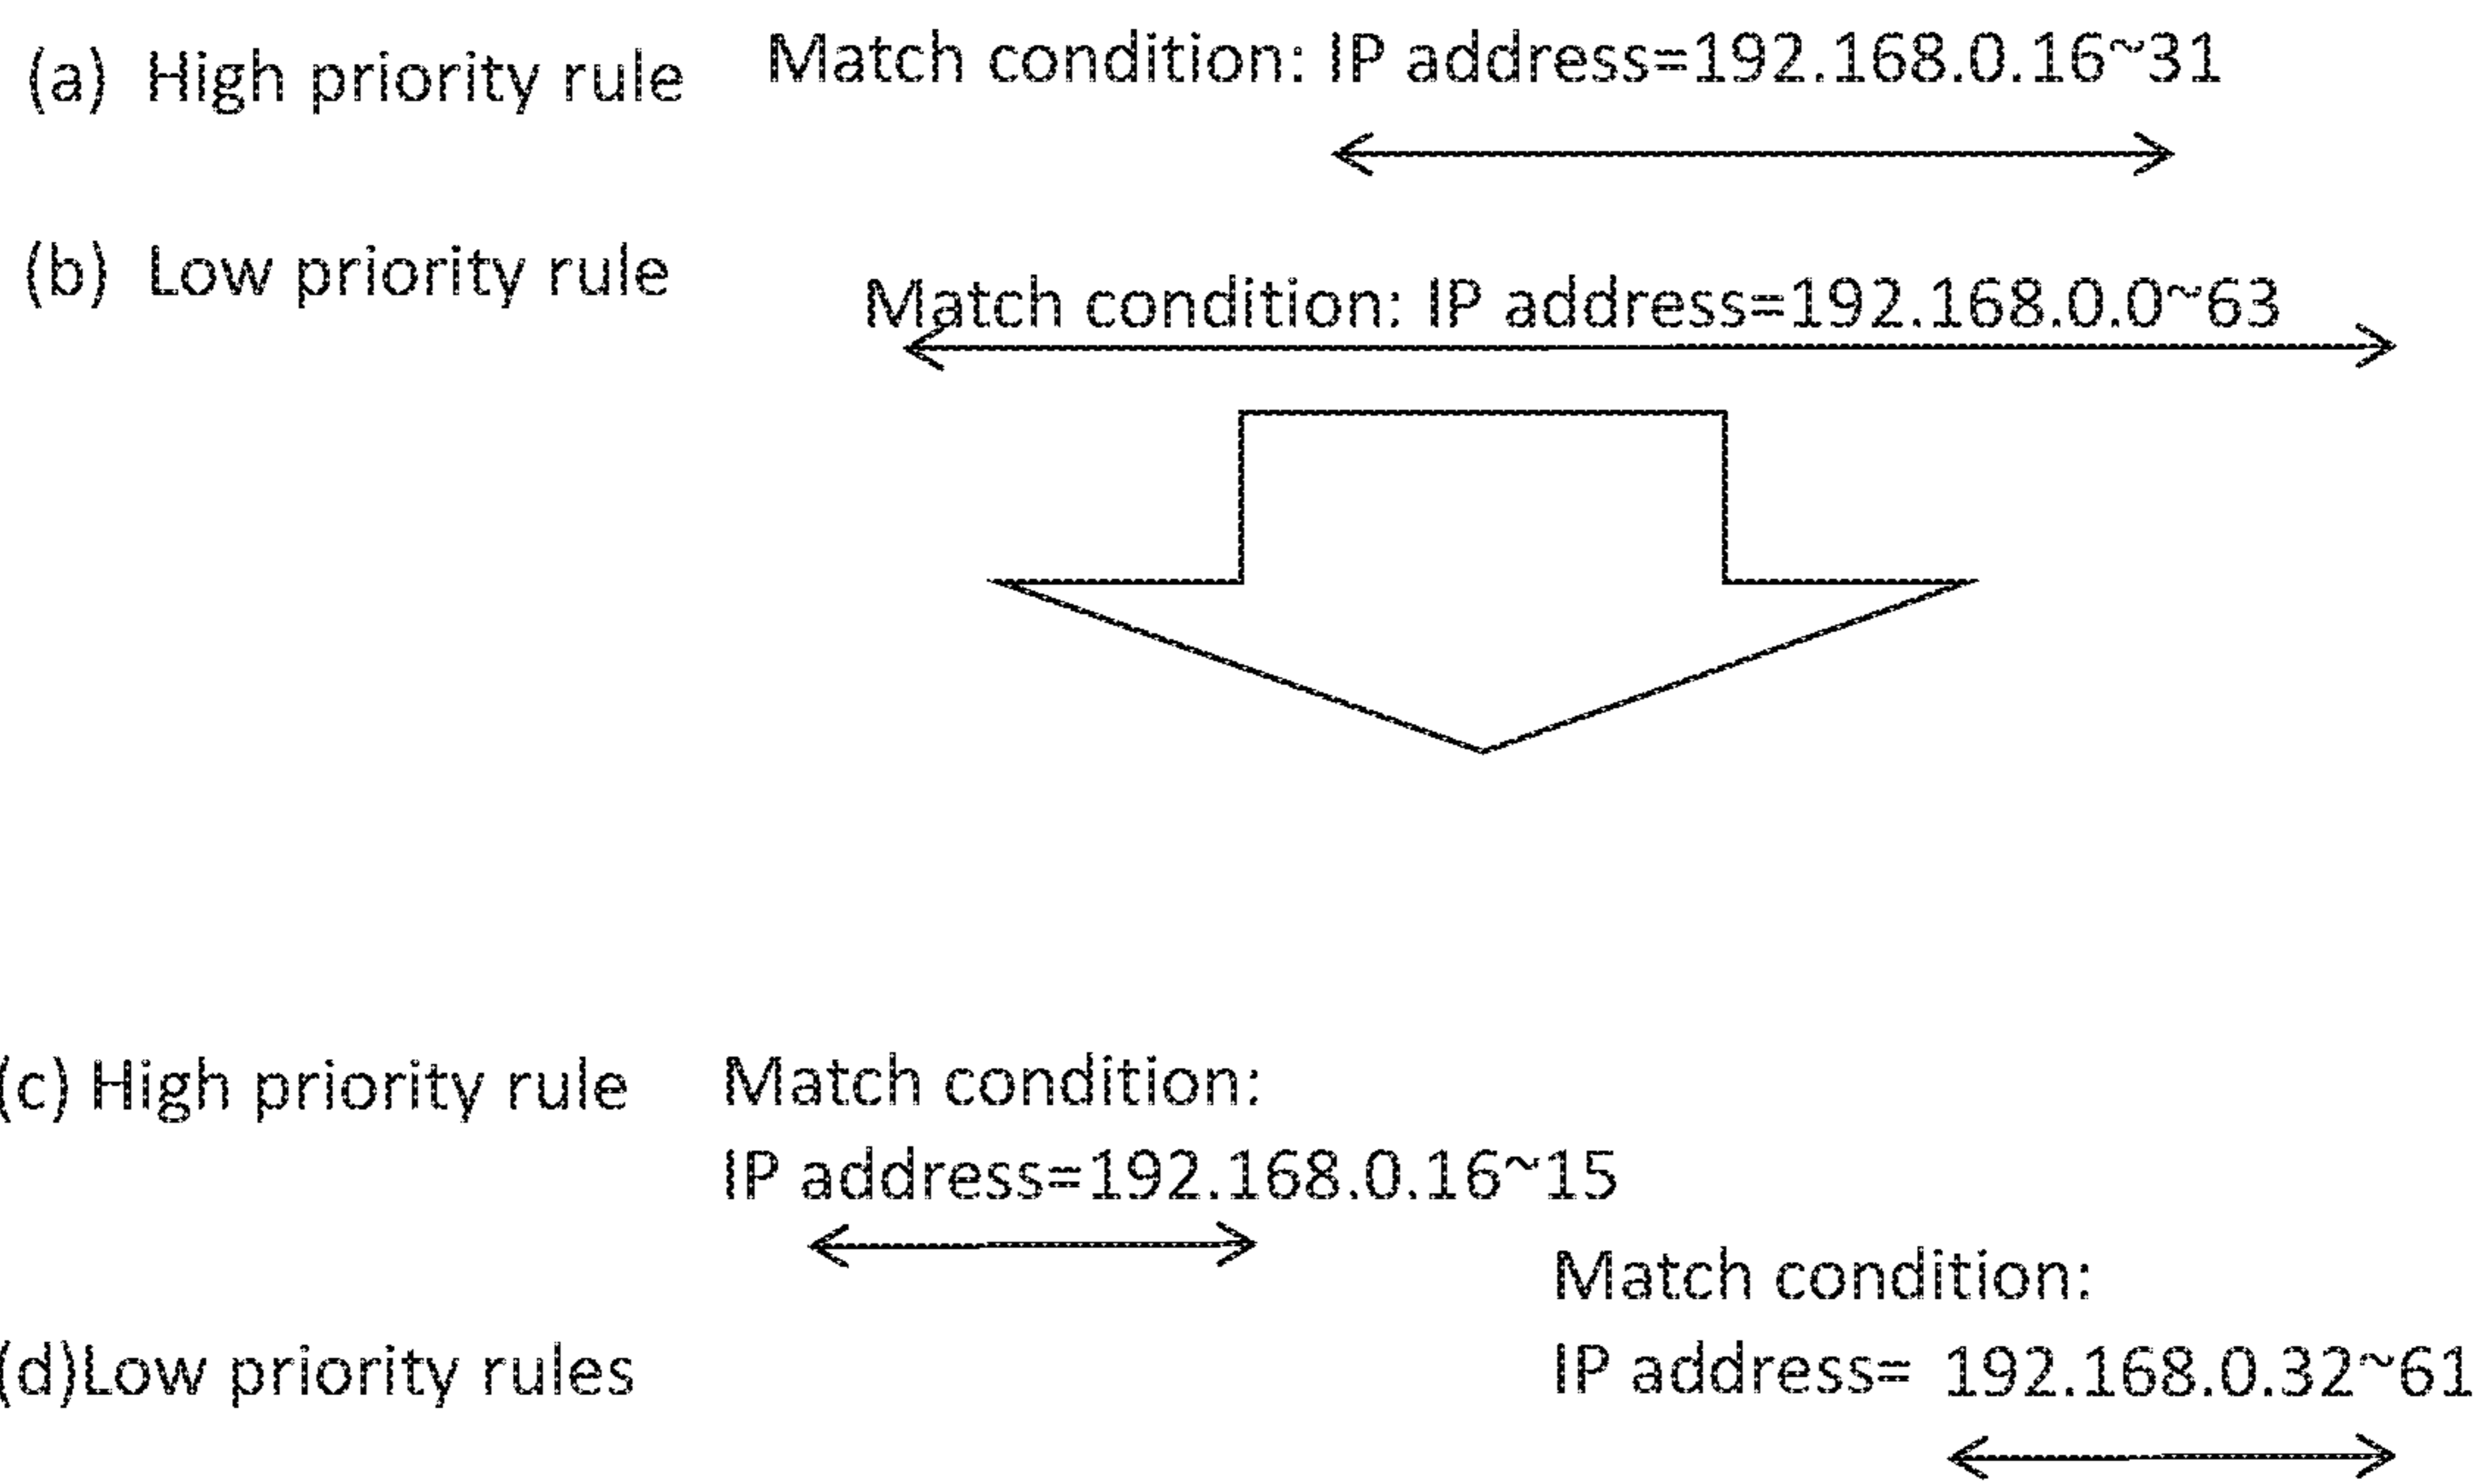 (a) High priority rule
Match condition: IP address=192.168.0.16~31
(b) Low priority rule
Match condition: IP address=192.168.0.0~63
(c) High priority rule
Match condition:
IP address=192.168.0.16~15
(d)Low priority rules
Match condition:
IP address= 192.168.0.32~61